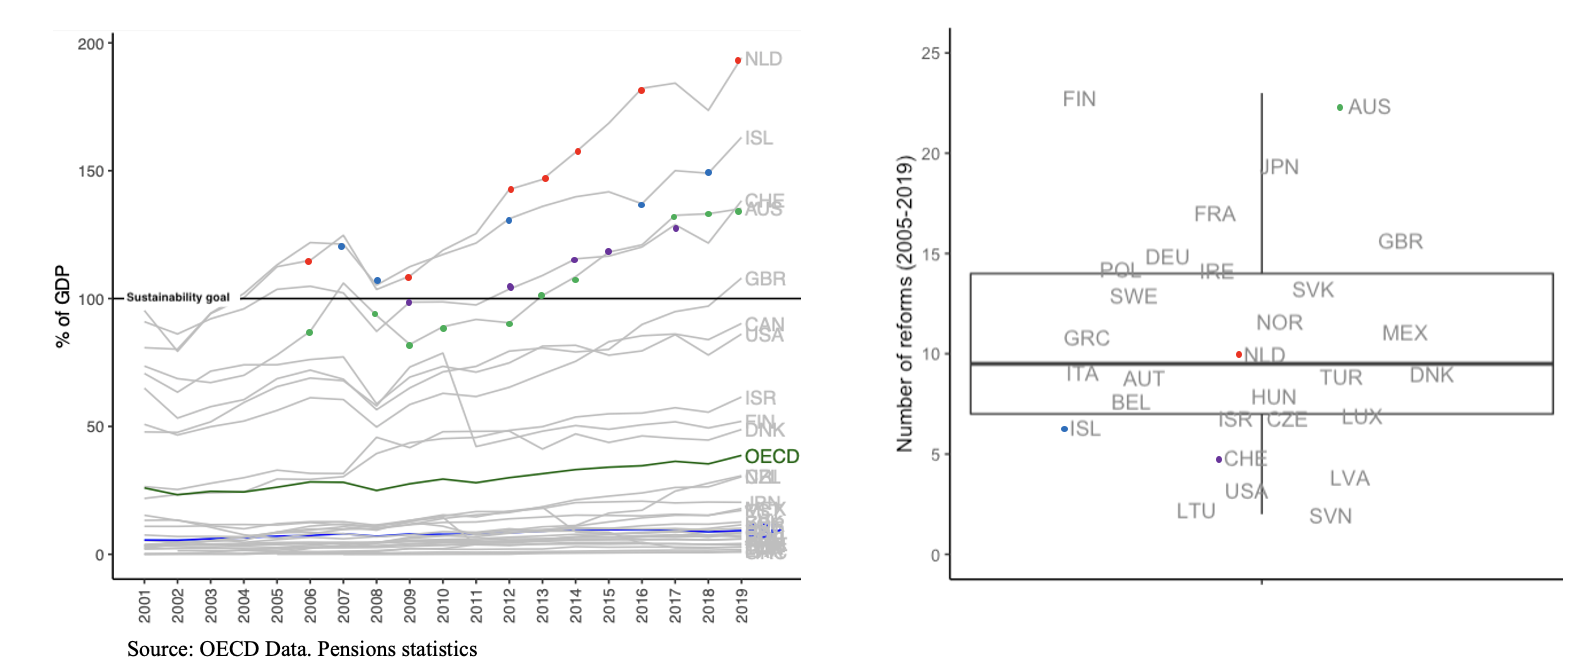 200
150
100
50
0
% of GDP
Sustainability goal
NLD
ISL
CHE
AUS
GBR
CAN
USA
ISR
FIN
DNK
OECD
JPN
2001
2002
2003
2004
2005
2006
2007
2008
2009
2010
2011
2012
2013
2014
2015
2016
2017
2018
2019
Source: OECD Data. Pensions statistics
Number of reforms (2005-2019)
25
20
15
10
5
0
FIN
AUS
JPN
FRA
GBR
DEU
POL
IRE
SWE
SVK
NOR
MEX
GRC
NLD
ITA
AUT
TUR
DNK
BEL
HUN
ISR
CZE
LUX
ISL
CHE
LVA
USA
LTU
SVN